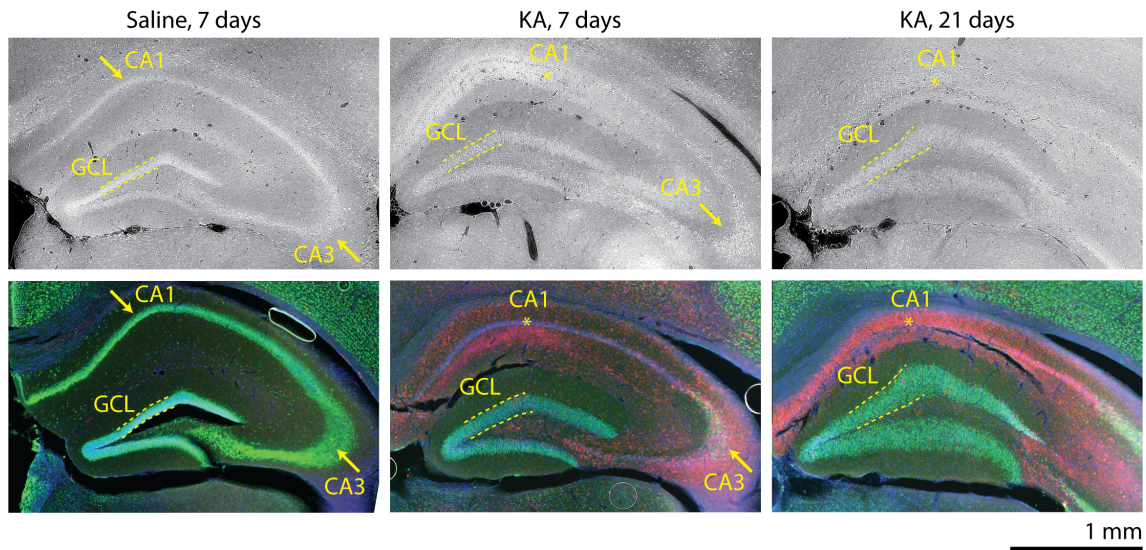 Saline, 7 days
KA, 7 days
KA, 21 days
CA1
GCL
CA3
CA1
*
GCL
CA3
CA1
*
GCL
CA1
GCL
CA3
CA1
*
GCL
CA3
CA1
*
GCL
1 mm